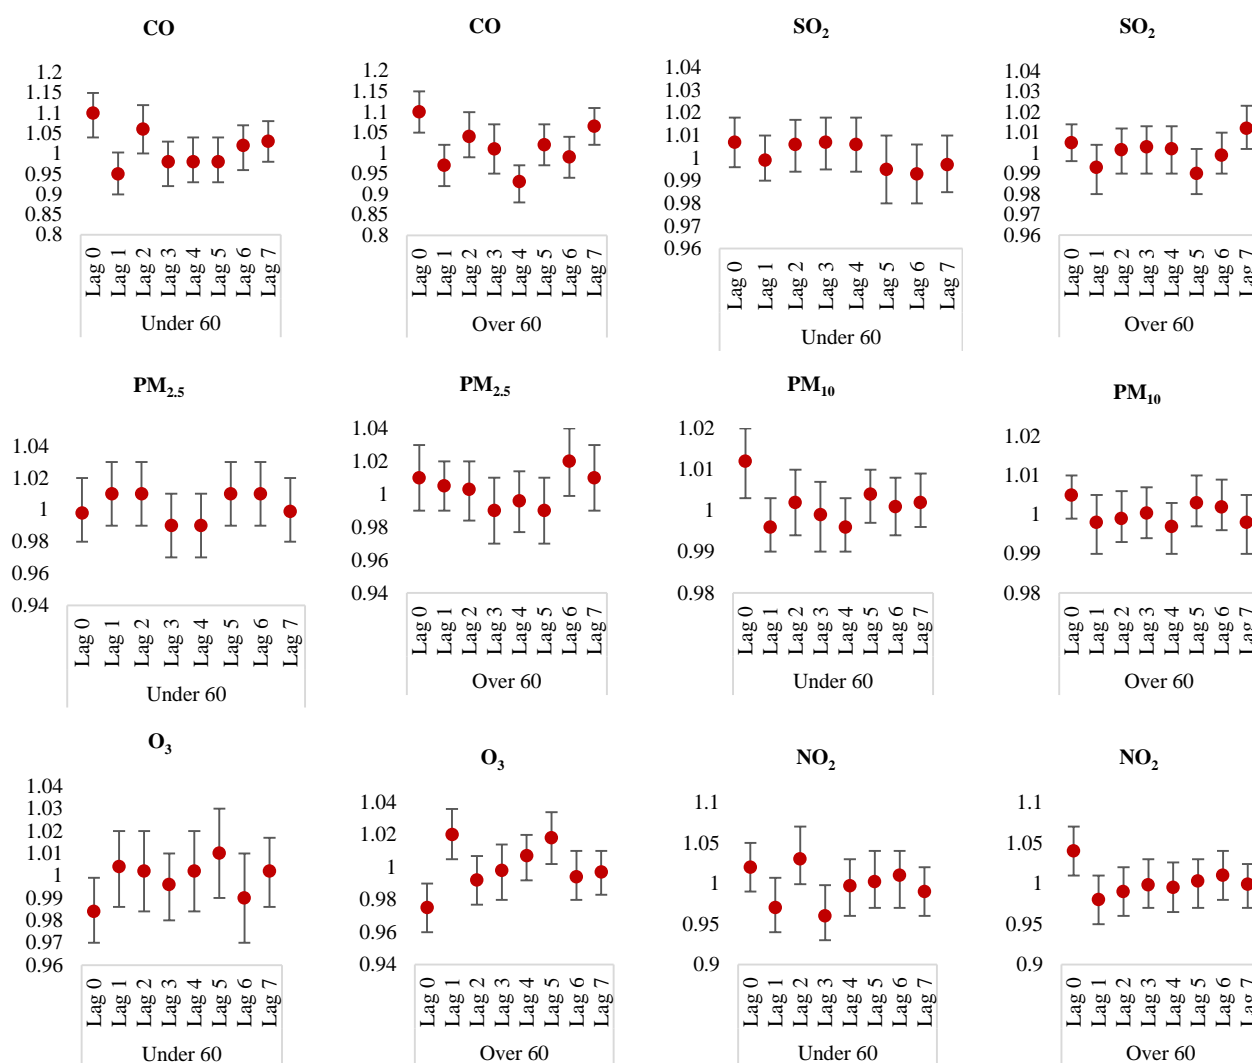 CO
1.2
1.15
1.1
1.05
1
0.95
0.9
0.85
0.8
Lag 0
Lag 1
Lag 2
Lag 3
Lag 4
Lag 5
Lag 6
Lag 7
Under 60
CO
1.2
1.15
1.1
1.05
1
0.95
0.9
0.85
0.8
Lag 0
Lag 1
Lag 2
Lag 3
Lag 4
Lag 5
Lag 6
Lag 7
Over 60
SO₂
1.04
1.03
1.02
1.01
1
0.99
0.98
0.97
0.96
Lag 0
Lag 1
Lag 2
Lag 3
Lag 4
Lag 5
Lag 6
Lag 7
Under 60
SO₂
1.04
1.03
1.02
1.01
1
0.99
0.98
0.97
0.96
Lag 0
Lag 1
Lag 2
Lag 3
Lag 4
Lag 5
Lag 6
Lag 7
Over 60
PM₂.₅
1.04
1.02
1
0.98
0.96
0.94
Lag 0
Lag 1
Lag 2
Lag 3
Lag 4
Lag 5
Lag 6
Lag 7
Under 60
PM₂.₅
1.04
1.02
1
0.98
0.96
0.94
Lag 0
Lag 1
Lag 2
Lag 3
Lag 4
Lag 5
Lag 6
Lag 7
Over 60
PM₁₀
1.02
1.01
1
0.99
0.98
Lag 0
Lag 1
Lag 2
Lag 3
Lag 4
Lag 5
Lag 6
Lag 7
Under 60
PM₁₀
1.02
1.01
1
0.99
0.98
Lag 0
Lag 1
Lag 2
Lag 3
Lag 4
Lag 5
Lag 6
Lag 7
Over 60
O₃
1.04
1.03
1.02
1.01
1
0.99
0.98
0.97
0.96
Lag 0
Lag 1
Lag 2
Lag 3
Lag 4
Lag 5
Lag 6
Lag 7
Under 60
O₃
1.04
1.02
1
0.98
0.96
0.94
Lag 0
Lag 1
Lag 2
Lag 3
Lag 4
Lag 5
Lag 6
Lag 7
Over 60
NO₂
1.1
1.05
1
0.95
0.9
Lag 0
Lag 1
Lag 2
Lag 3
Lag 4
Lag 5
Lag 6
Lag 7
Under 60
NO₂
1.1
1.05
1
0.95
0.9
Lag 0
Lag 1
Lag 2
Lag 3
Lag 4
Lag 5
Lag 6
Lag 7
Over 60